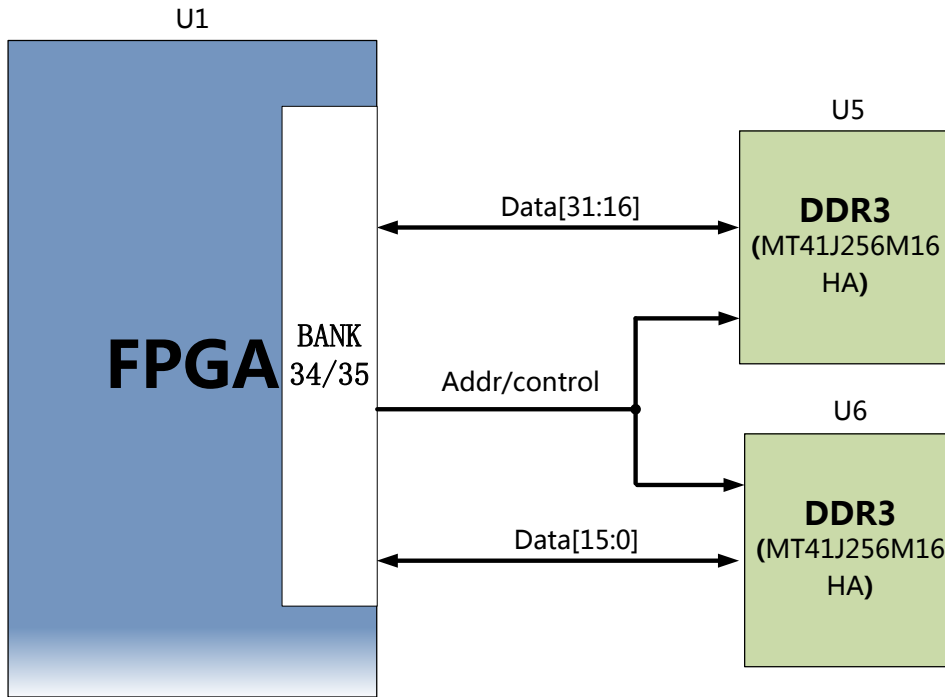 U1
FPGA
BANK
34/35
Data[31:16]
Addr/control
Data[15:0]
U5
DDR3
(MT41J256M16
HA)
U6
DDR3
(MT41J256M16
HA)